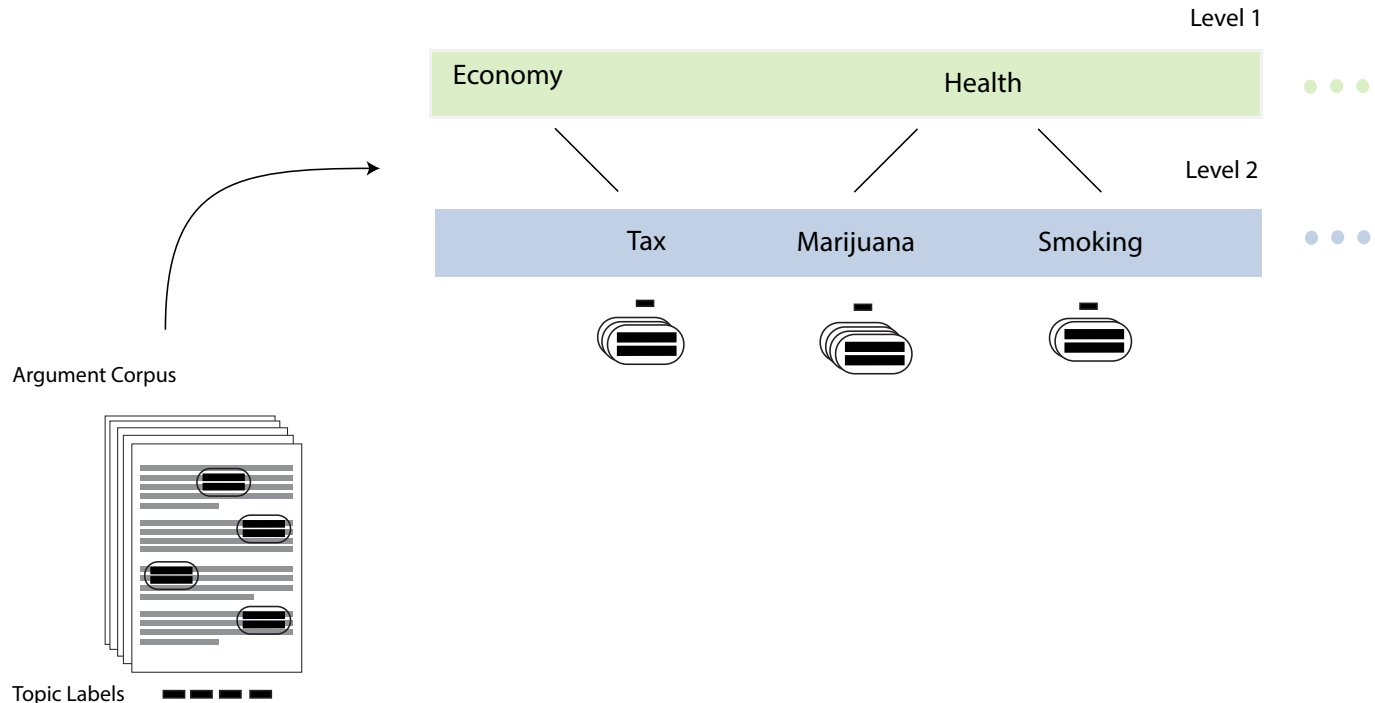 Level 1
Economy
Health
Level 2
Tax
Marijuana
Smoking
Argument Corpus
Topic Labels